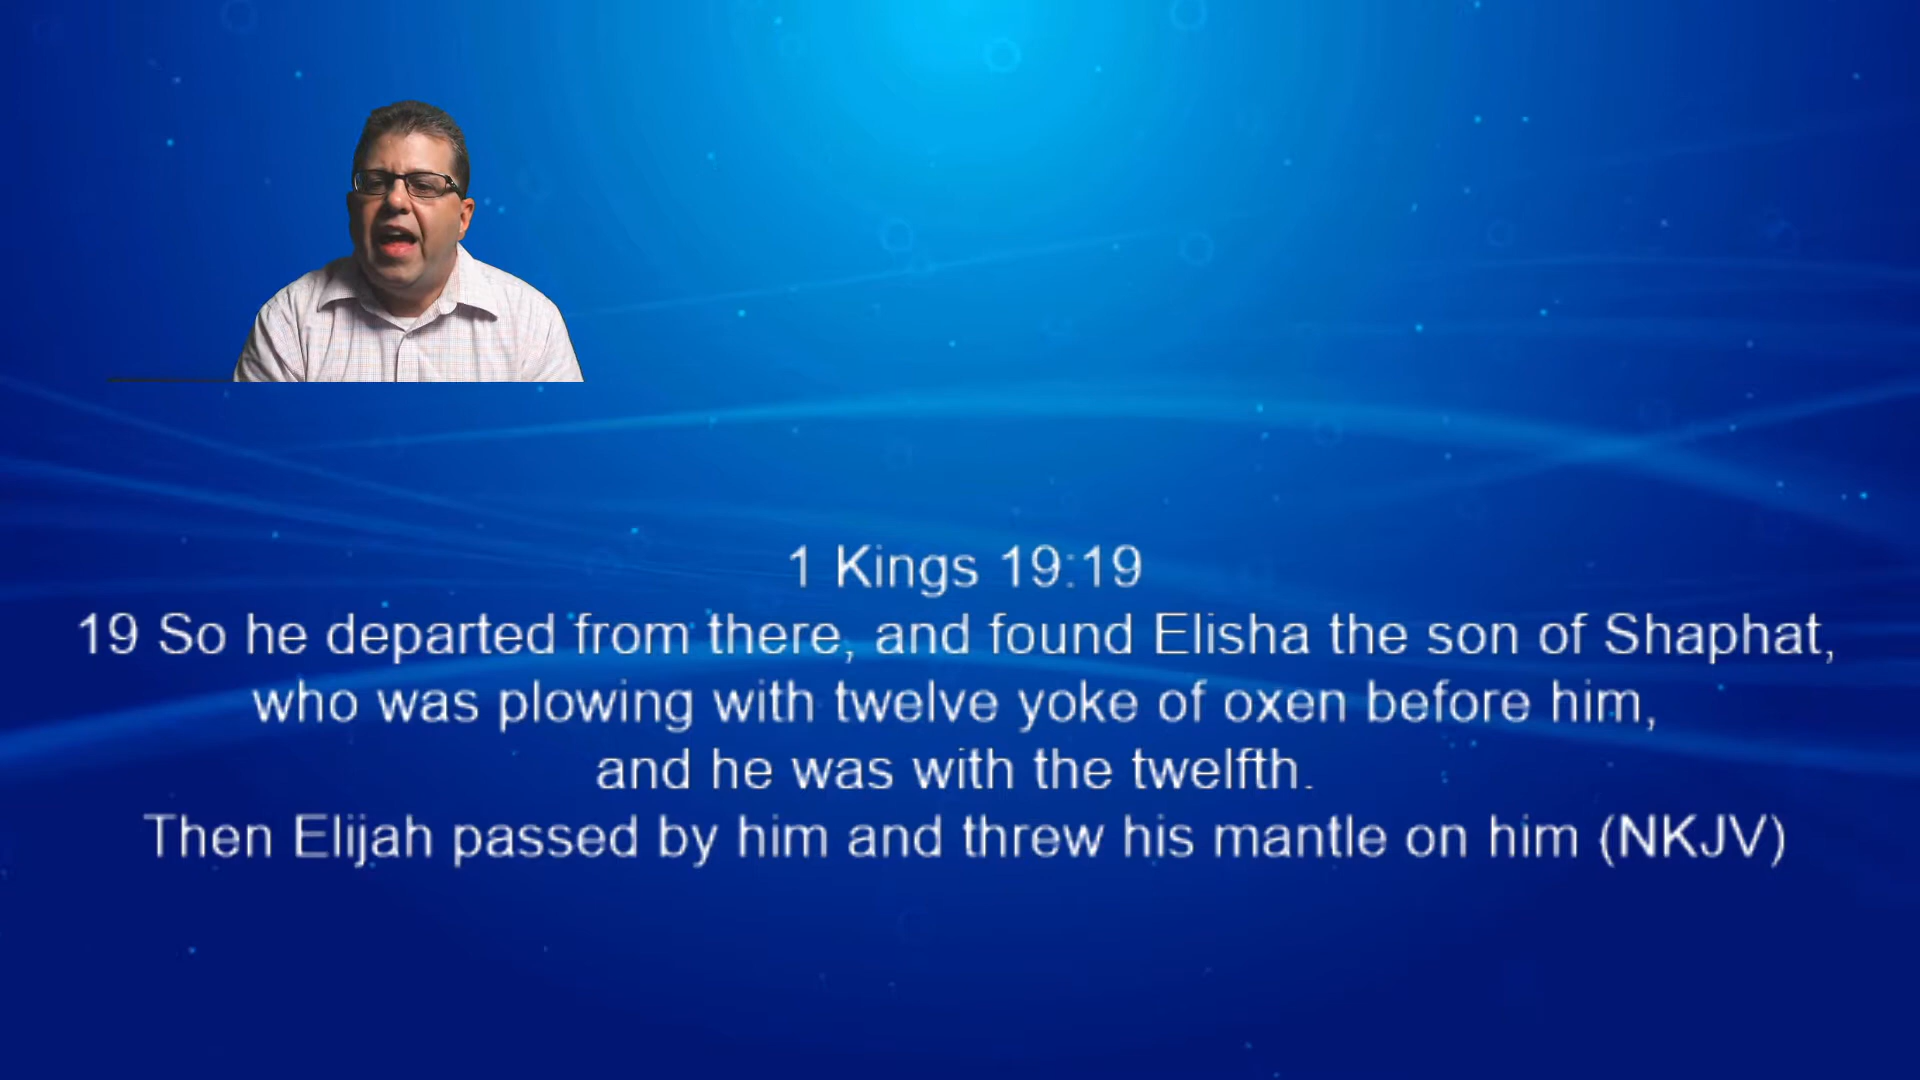 1 Kings 19:19
19 So he departed from there, and found Elisha the son of Shaphat,
who was plowing with twelve yoke of oxen before him,
and he was with the twelfth.
Then Elijah passed by him and threw his mantle on him (NKJV)